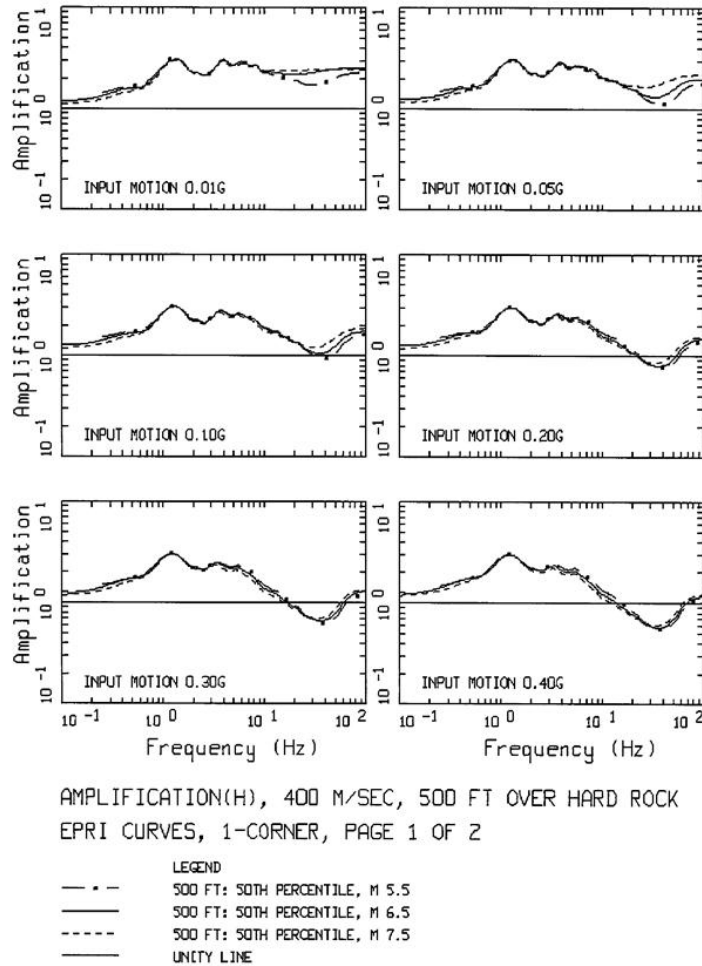 Amplification
10 -1 10 0 10 1
INPUT MOTION 0.01G
10 -1 10 0 10 1
INPUT MOTION 0.05G
Amplification
10 -1 10 0 10 1
INPUT MOTION 0.10G
10 -1 10 0 10 1
INPUT MOTION 0.20G
Amplification
10 -1 10 0 10 1
INPUT MOTION 0.30G
10 -1 10 0 10 1
INPUT MOTION 0.40G
10 -1 10 0 10 1 10 2
10 -1 10 0 10 1 10 2
Frequency (Hz)
Frequency (Hz)
AMPLIFICATION(H), 400 M/SEC, 500 FT OVER HARD ROCK
EPRI CURVES, 1-CORNER, PAGE 1 OF 2
LEGEND
500 FT: 50TH PERCENTILE, M 5.5
500 FT: 50TH PERCENTILE, M 6.5
500 FT: 50TH PERCENTILE, M 7.5
UNITY LINE